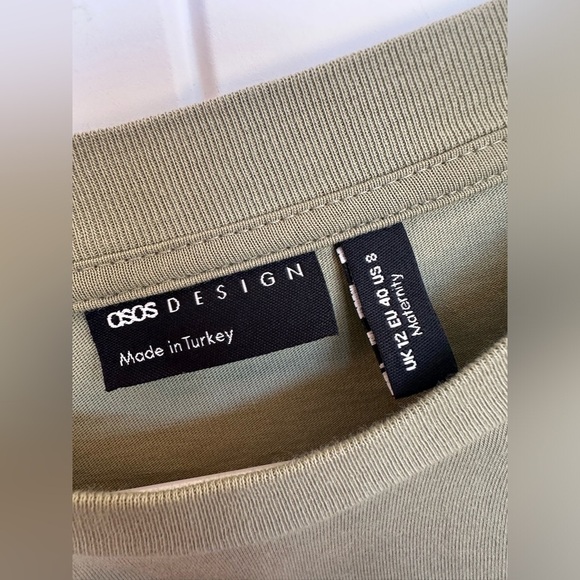 asos DESIGN
Made in Turkey
UK 12 EU 40 US 8
Maternity